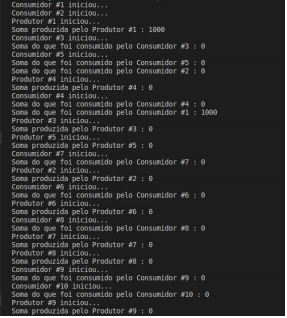 Consumidor #1 iniciou...
Consumidor #2 iniciou...
Produtor #1 iniciou...
Soma produzida pelo Produtor #1 : 1000
Consumidor #3 iniciou...
Soma do que foi consumido pelo Consumidor #3 : 0
Consumidor #5 iniciou...
Soma do que foi consumido pelo Consumidor #5 : 0
Soma do que foi consumido pelo Consumidor #2 : 0
Produtor #4 iniciou...
Soma produzida pelo Produtor #4 : 0
Consumidor #4 iniciou...
Soma do que foi consumido pelo Consumidor #4 : 0
Soma do que foi consumido pelo Consumidor #1 : 1000
Produtor #3 iniciou...
Soma produzida pelo Produtor #3 : 0
Produtor #5 iniciou...
Soma produzida pelo Produtor #5 : 0
Consumidor #7 iniciou...
Soma do que foi consumido pelo Consumidor #7 : 0
Produtor #2 iniciou...
Soma produzida pelo Produtor #2 : 0
Consumidor #6 iniciou...
Soma do que foi consumido pelo Consumidor #6 : 0
Produtor #6 iniciou...
Soma produzida pelo Produtor #6 : 0
Consumidor #8 iniciou...
Soma do que foi consumido pelo Consumidor #8 : 0
Produtor #7 iniciou...
Soma produzida pelo Produtor #7 : 0
Produtor #8 iniciou...
Soma produzida pelo Produtor #8 : 0
Consumidor #9 iniciou...
Soma do que foi consumido pelo Consumidor #9 : 0
Consumidor #10 iniciou...
Soma do que foi consumido pelo Consumidor #10 : 0
Produtor #9 iniciou...
Soma produzida pelo Produtor #9 : 0